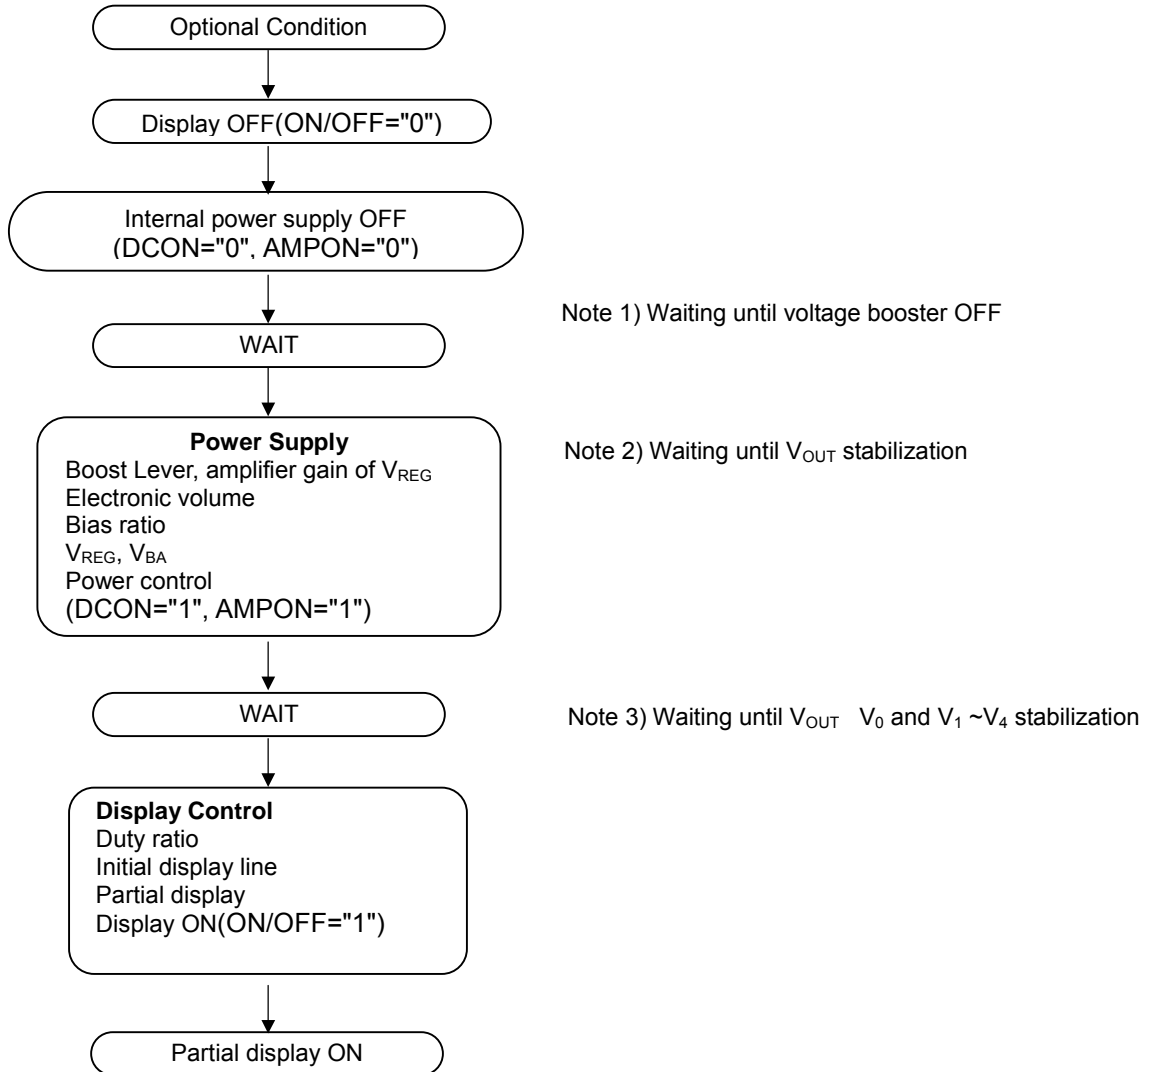 Optional Condition
Display OFF(ON/OFF="0")
Internal power supply OFF
(DCON="0", AMPON="0")
Note 1) Waiting until voltage booster OFF
WAIT
Power Supply
Boost Lever, amplifier gain of VREG
Electronic volume
Bias ratio
VREG, VBA
Power control
(DCON="1", AMPON="1")
Note 2) Waiting until VOUT stabilization
WAIT
Note 3) Waiting until VOUT V0 and V1 ~V4 stabilization
Display Control
Duty ratio
Initial display line
Partial display
Display ON(ON/OFF="1")
Partial display ON